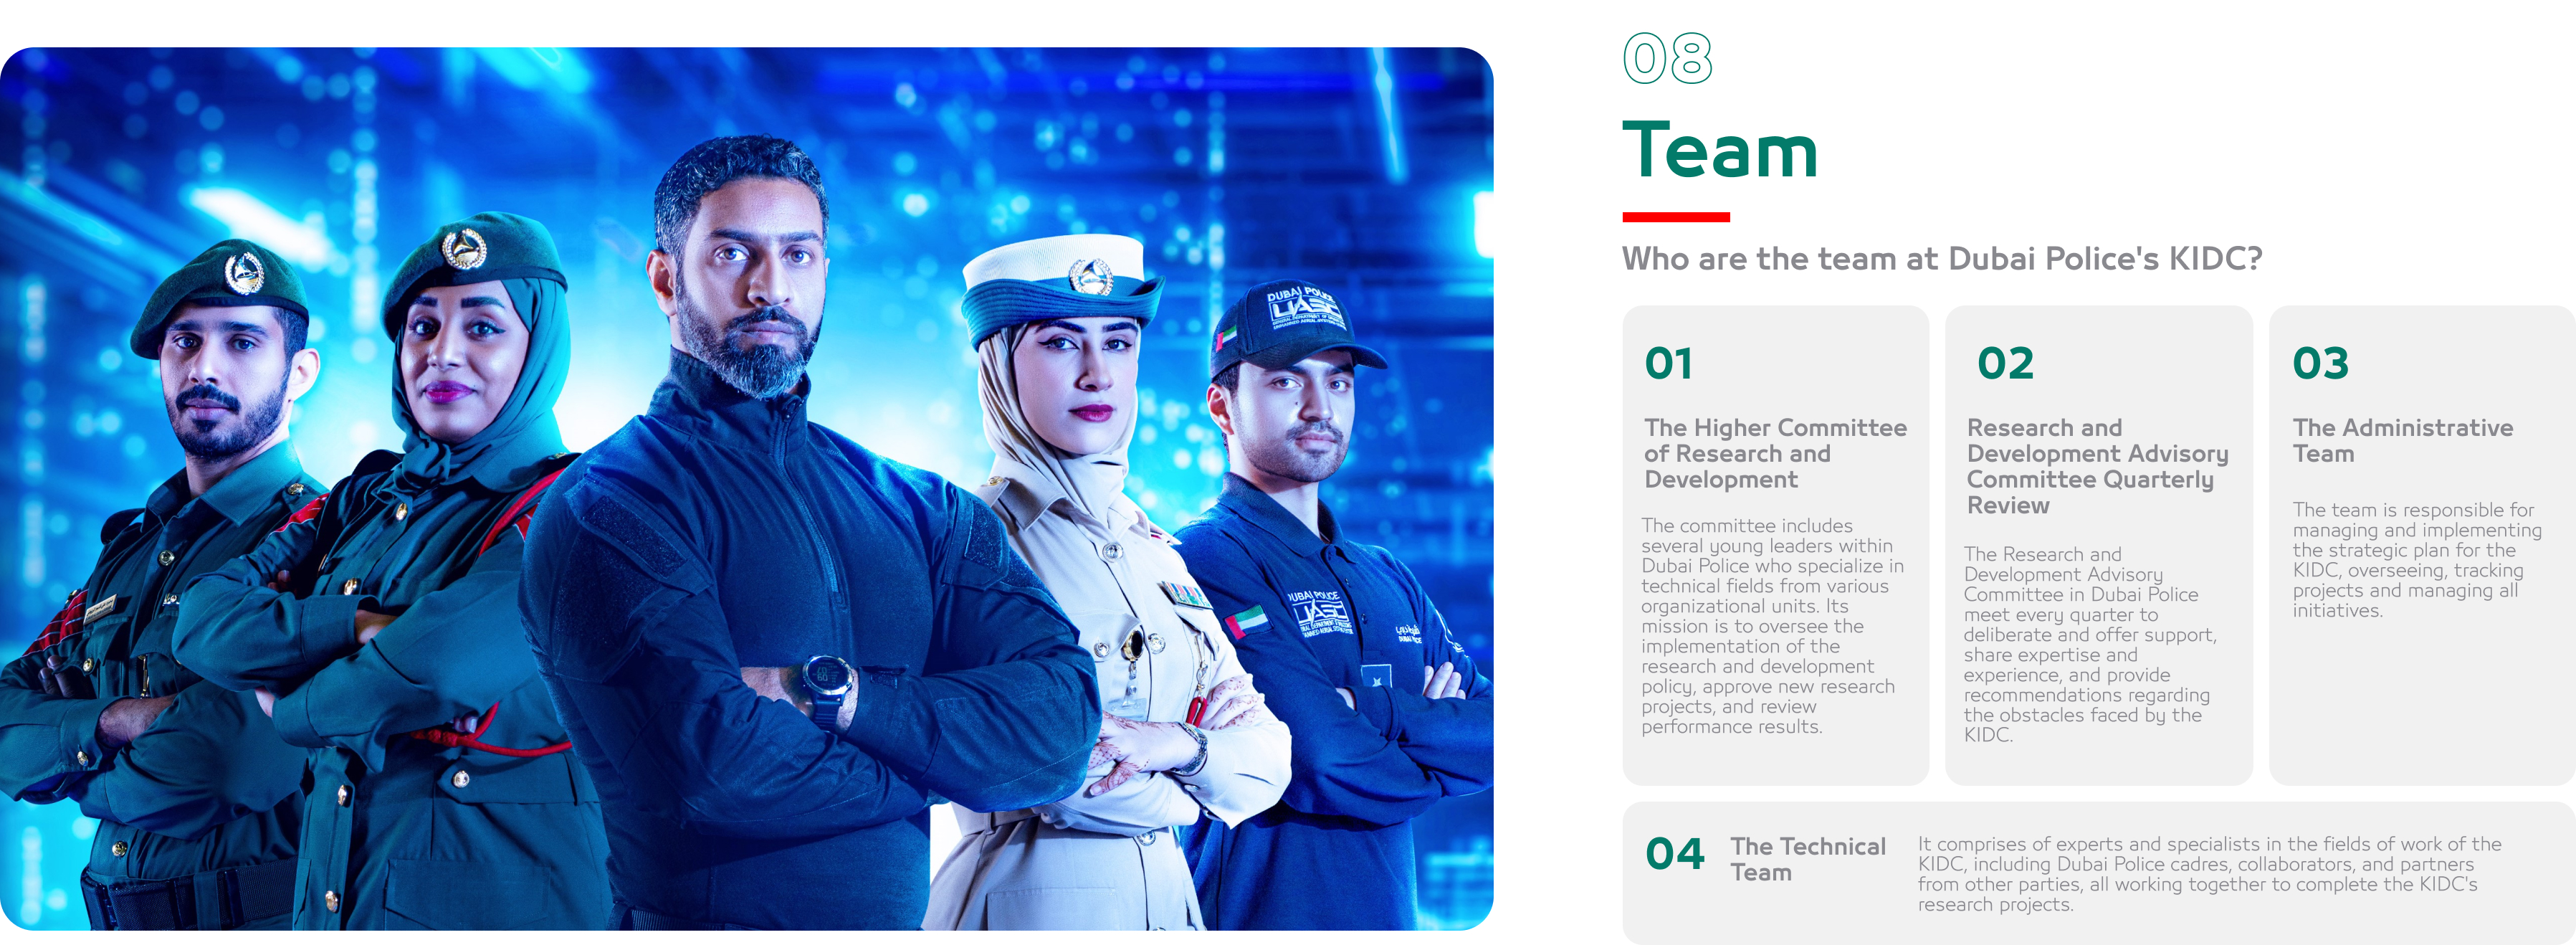 08
Team
Who are the team at Dubai Police's KIDC?
01
The Higher Committee
of Research and
Development
The committee includes
several young leaders within
Dubai Police who specialize in
technical fields from various
organizational units. Its
mission is to oversee the
implementation of the
research and development
policy, approve new research
projects, and review
performance results.
02
Research and
Development Advisory
Committee Quarterly
Review
The Research and
Development Advisory
Committee in Dubai Police
meet every quarter to
deliberate and offer support,
share expertise and
experience, and provide
recommendations regarding
the obstacles faced by the
KIDC.
03
The Administrative
Team
The team is responsible for
managing and implementing
the strategic plan for the
KIDC, overseeing, tracking
projects and managing all
initiatives.
04
The Technical
Team
It comprises of experts and specialists in the fields of work of the
KIDC, including Dubai Police cadres, collaborators, and partners
from other parties, all working together to complete the KIDC's
research projects.
DUBAI POLICE
UASC
DUBAI POLICE
UASC